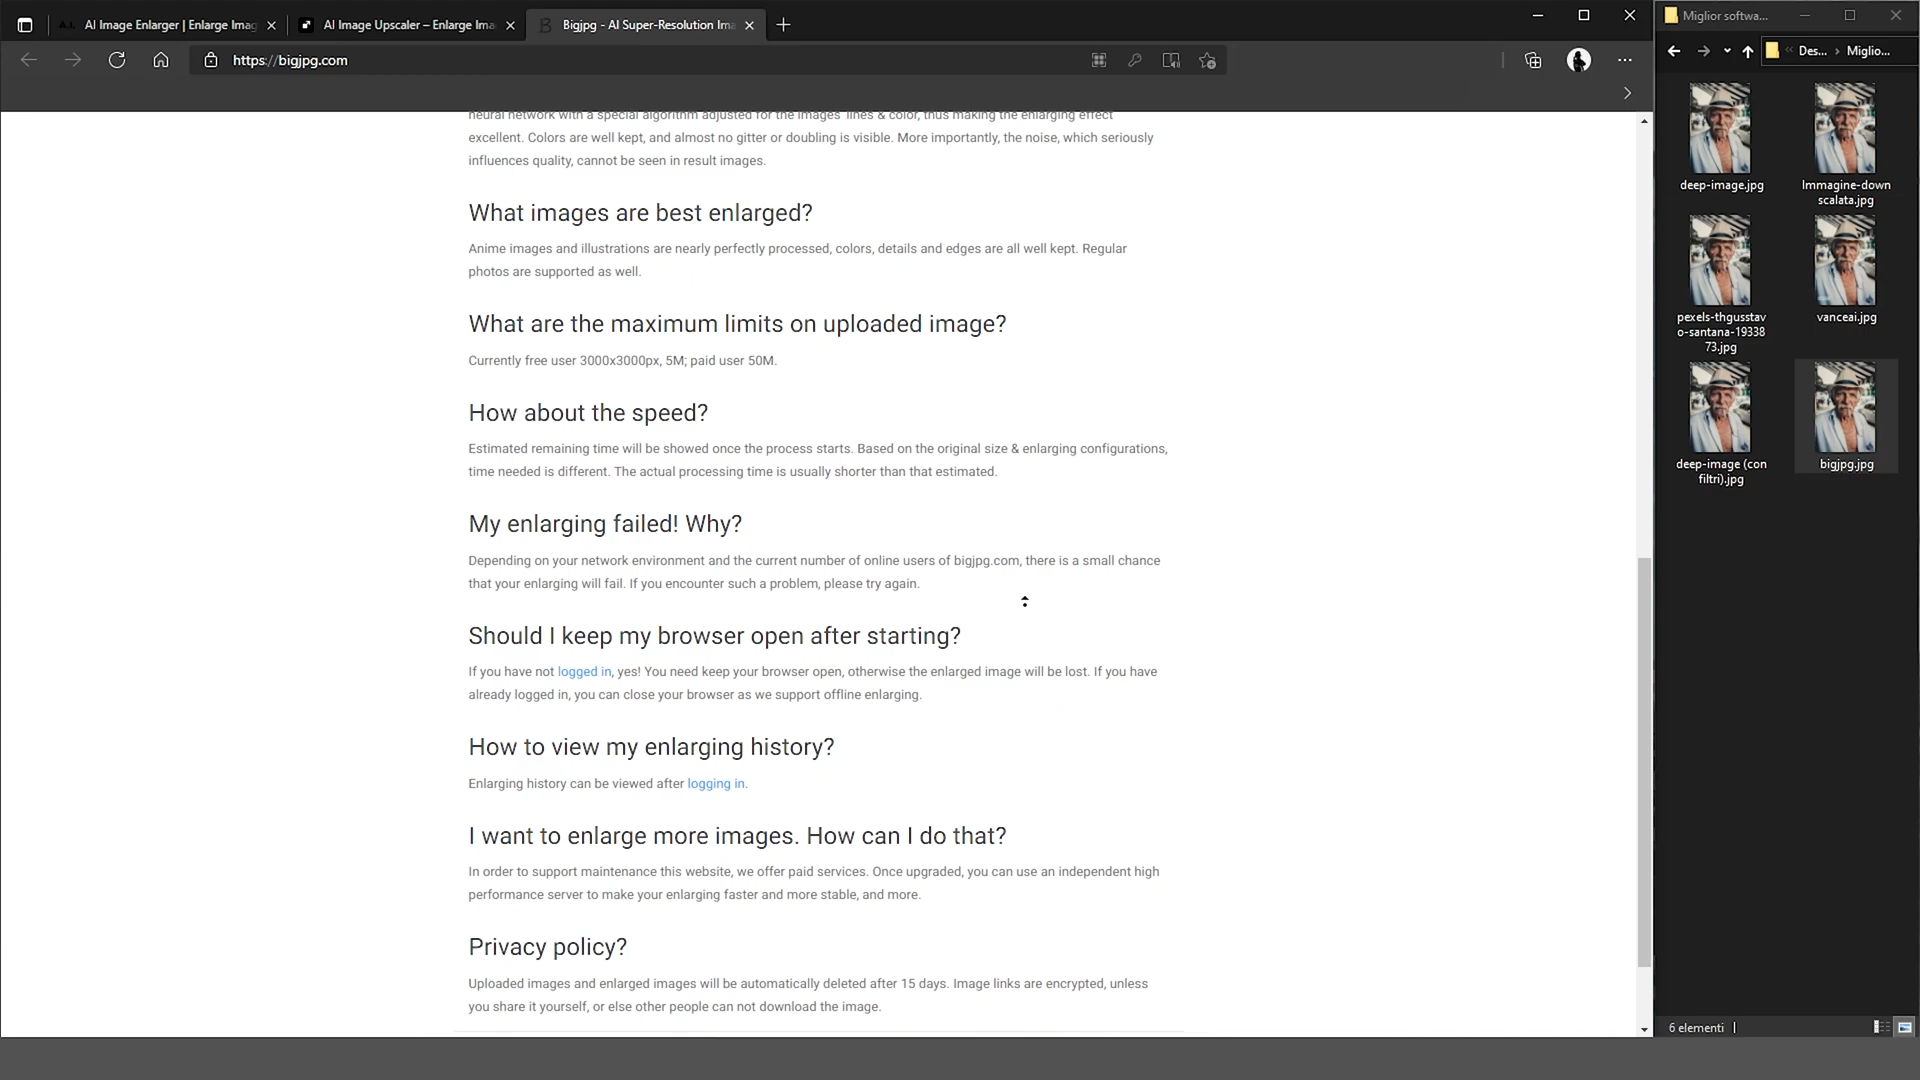 AI Image Enlarger | Enlarge Imag
AI Image Upscaler – Enlarge Ima
Bigjpg - AI Super-Resolution Ima
https://bigjpg.com
neural network with a special algorithm adjusted for the images' lines & color, thus making the enlarging effect
excellent. Colors are well kept, and almost no gitter or doubling is visible. More importantly, the noise, which seriously
influences quality, cannot be seen in result images.
What images are best enlarged?
Anime images and illustrations are nearly perfectly processed, colors, details and edges are all well kept. Regular
photos are supported as well.
What are the maximum limits on uploaded image?
Currently free user 3000x3000px, 5M; paid user 50M.
How about the speed?
Estimated remaining time will be showed once the process starts. Based on the original size & enlarging configurations,
time needed is different. The actual processing time is usually shorter than that estimated.
My enlarging failed! Why?
Depending on your network environment and the current number of online users of bigjpg.com, there is a small chance
that your enlarging will fail. If you encounter such a problem, please try again.
Should I keep my browser open after starting?
If you have not logged in, yes! You need keep your browser open, otherwise the enlarged image will be lost. If you have
already logged in, you can close your browser as we support offline enlarging.
How to view my enlarging history?
Enlarging history can be viewed after logging in.
I want to enlarge more images. How can I do that?
In order to support maintenance this website, we offer paid services. Once upgraded, you can use an independent high
performance server to make your enlarging faster and more stable, and more.
Privacy policy?
Uploaded images and enlarged images will be automatically deleted after 15 days. Image links are encrypted, unless
you share it yourself, or else other people can not download the image.
Miglior softwa...
Des... › Miglio...
deep-image.jpg
Immagine-down
scalata.jpg
pexels-thgusstav
o-santana-19338
73.jpg
vanceai.jpg
deep-image (con
filtri).jpg
bigjpg.jpg
6 elementi